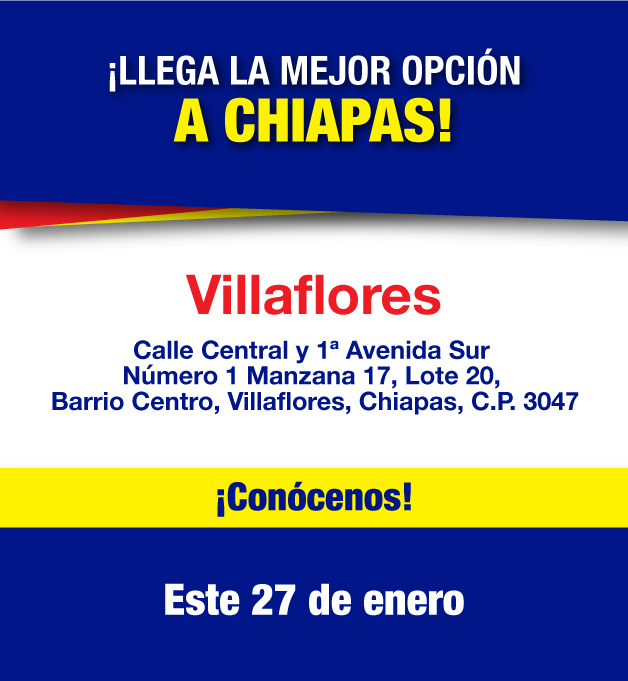 ¡LLEGA LA MEJOR OPCIÓN
A CHIAPAS!
Villaflores
Calle Central y 1ª Avenida Sur
Número 1 Manzana 17, Lote 20,
Barrio Centro, Villaflores, Chiapas, C.P. 3047
¡Conócenos!
Este 27 de enero